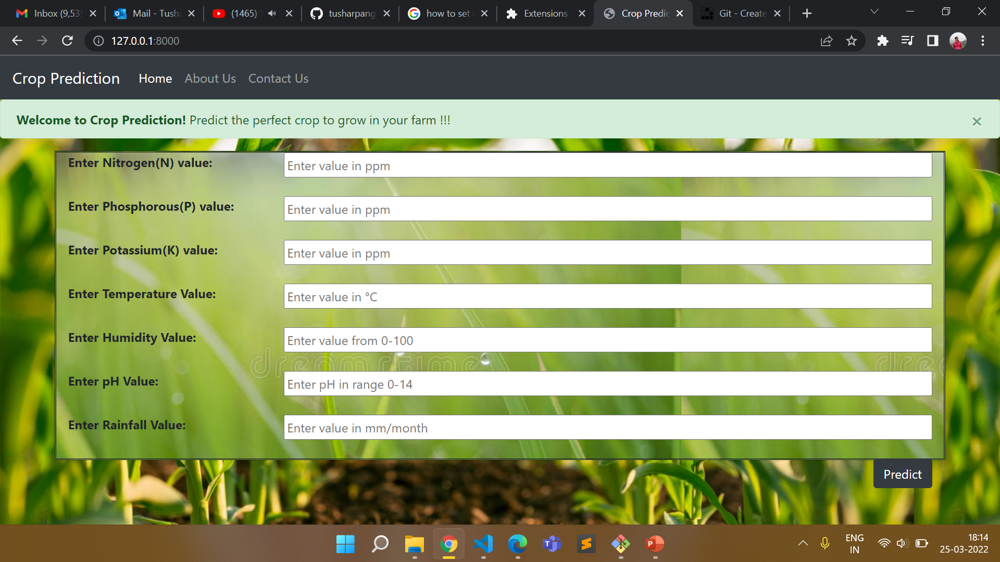 Inbox (9,535
Mail - Tusha
(1465)
tusharpang
how to set
Extensions
Crop Predic
Git - Create
127.0.0.1:8000
Crop Prediction
Home
About Us
Contact Us
Welcome to Crop Prediction! Predict the perfect crop to grow in your farm !!!
×
Enter Nitrogen(N) value:
Enter value in ppm
Enter Phosphorous(P) value:
Enter value in ppm
Enter Potassium(K) value:
Enter value in ppm
Enter Temperature Value:
Enter value in °C
Enter Humidity Value:
Enter value from 0-100
dreamstime
dre
Enter pH Value:
Enter pH in range 0-14
Enter Rainfall Value:
Enter value in mm/month
Predict
ENG
IN
18:14
25-03-2022